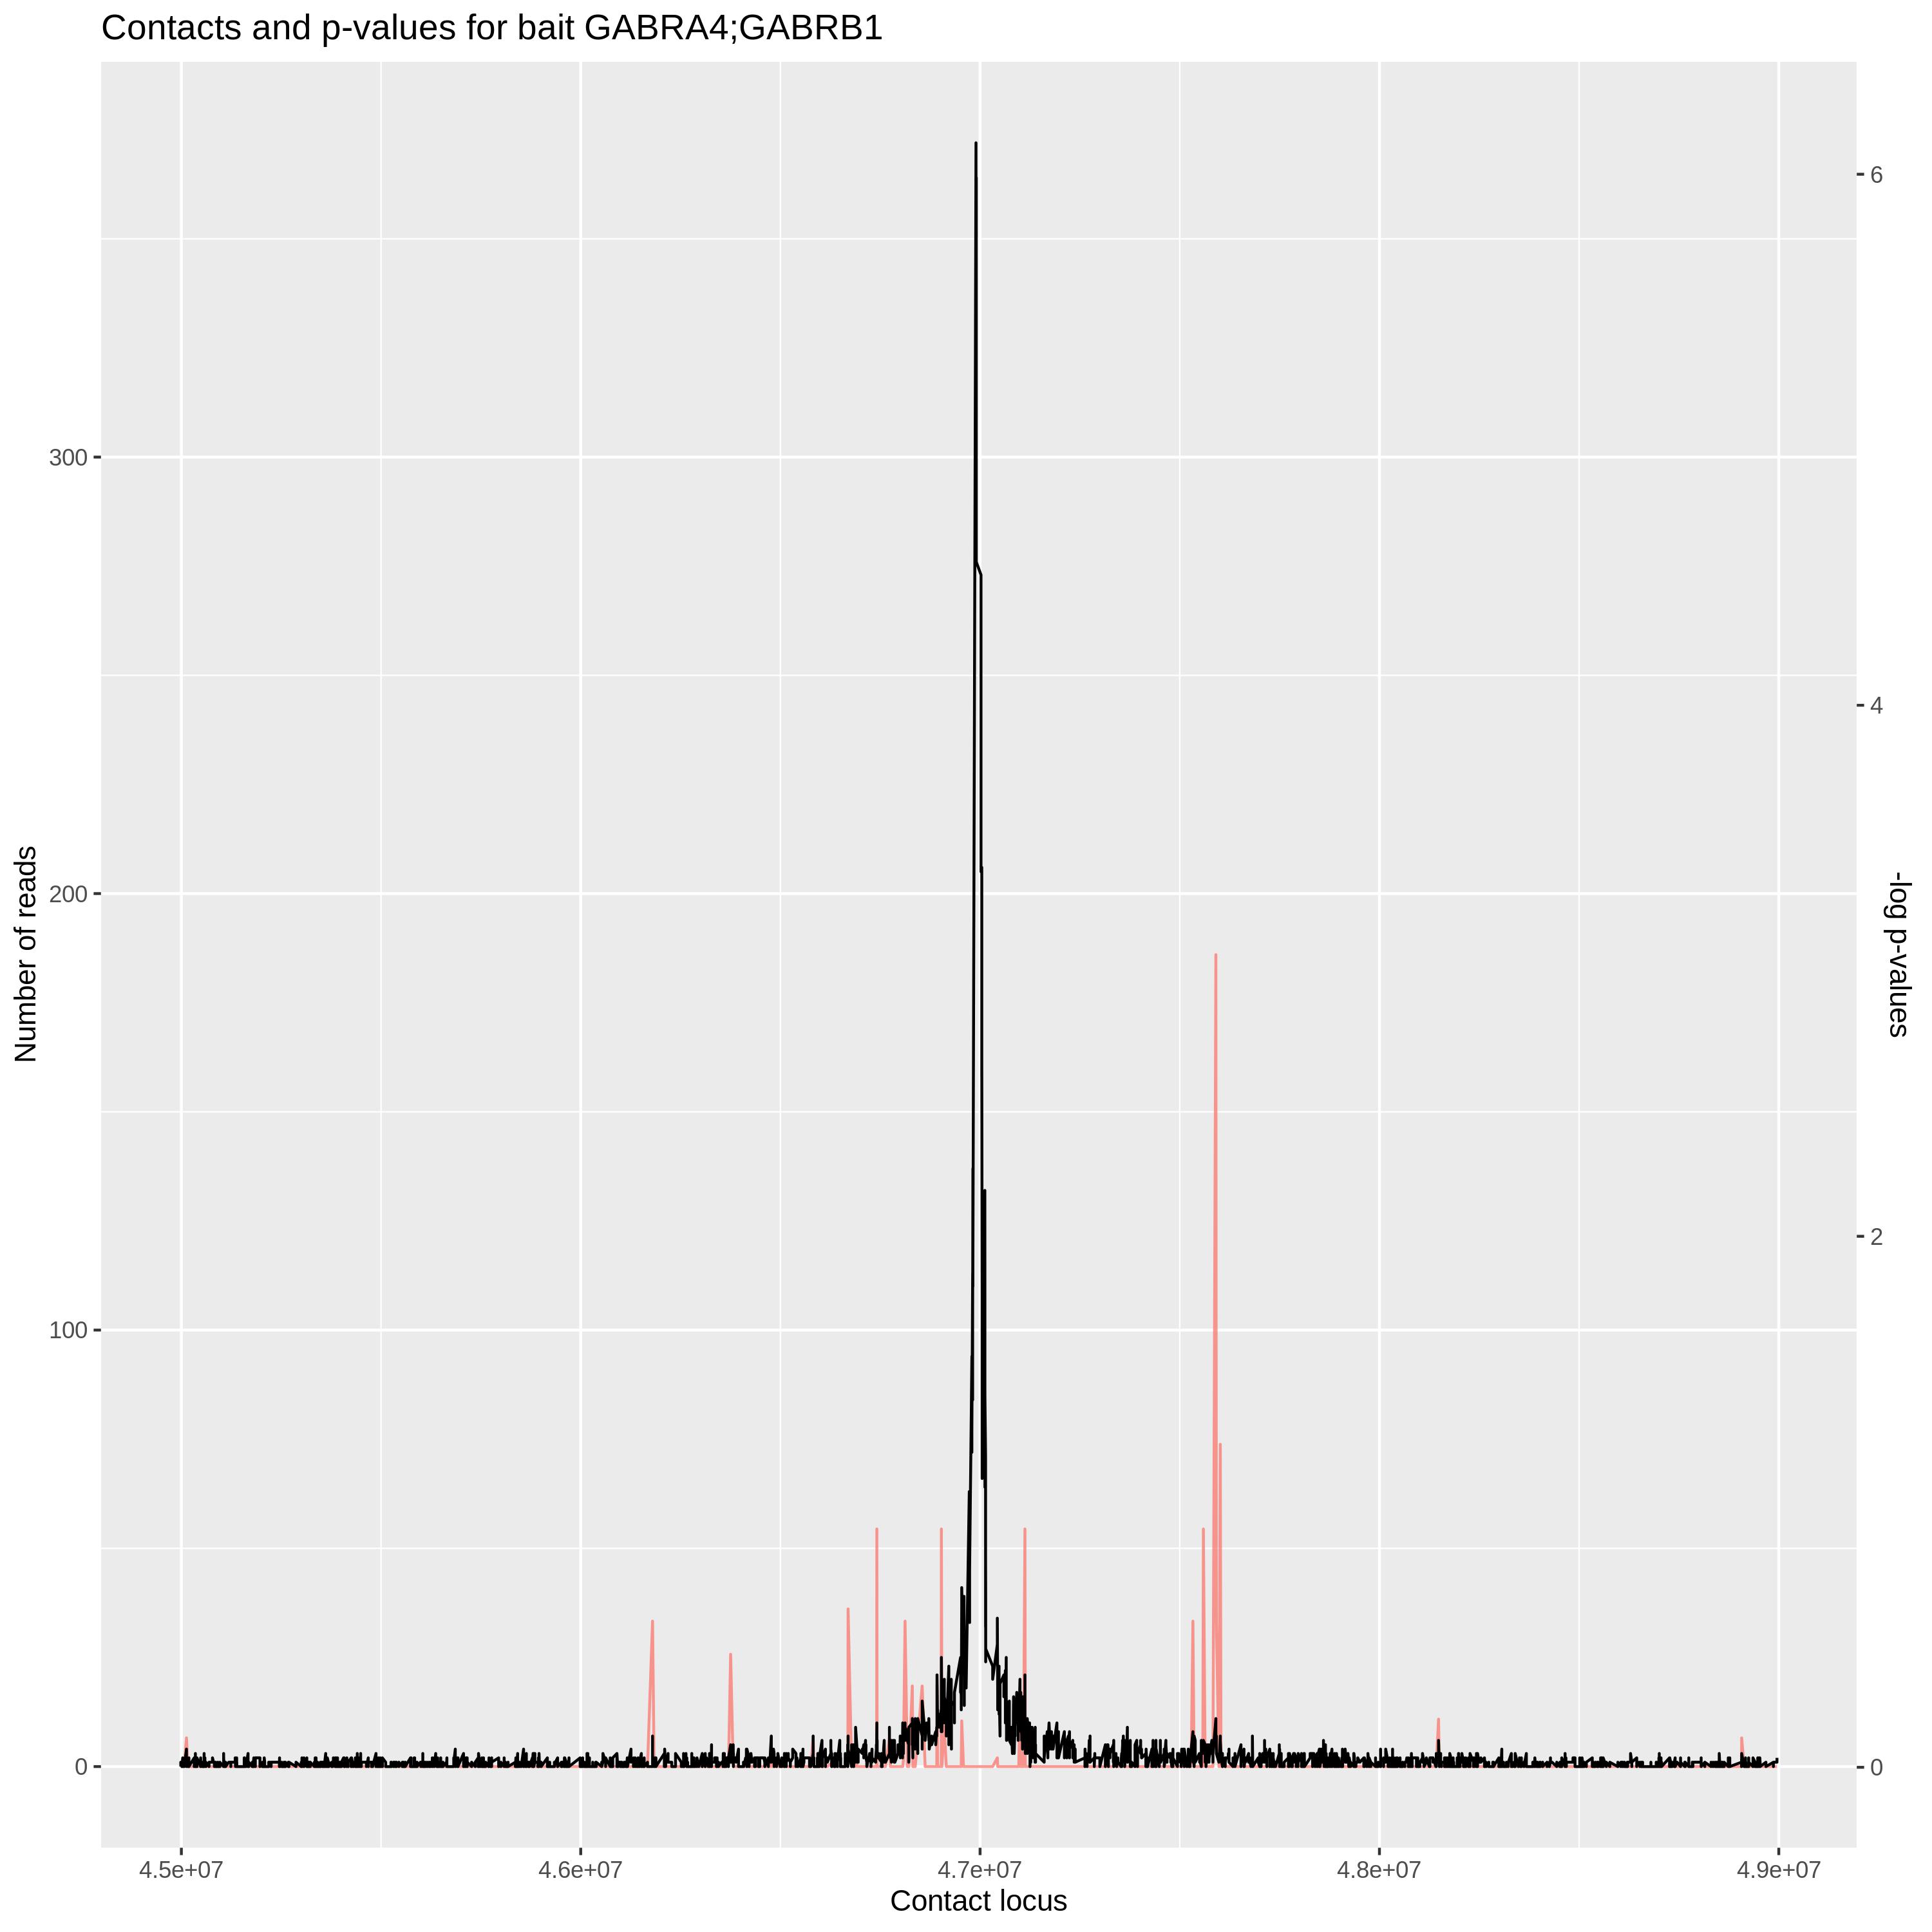 Contacts and p-values for bait GABRA4;GABRB1
Number of reads
300
200
100
0
6
4
2
0
-log p-values
4.5e+07
4.6e+07
4.7e+07
4.8e+07
4.9e+07
Contact locus